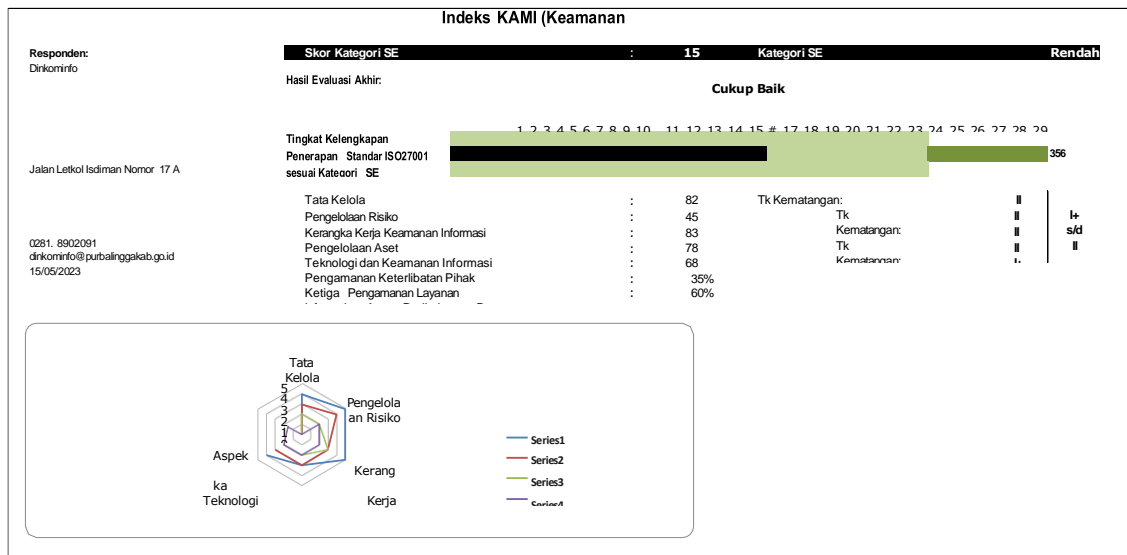 Indeks KAMI (Keamanan
Responden:
Dinkominfo
Jalan Letkol Isdiman Nomor 17 A
0281. 8902091
dinkominfo@purbalinggakab.go.id
15/05/2023
Skor Kategori SE : 15 Kategori SE Rendah
Hasil Evaluasi Akhir:
Cukup Baik
1 2 3 4 5 6 7 8 9 10 11 12 13 14 15 # 17 18 19 20 21 22 23 24 25 26 27 28 29
Tingkat Kelengkapan
Penerapan Standar ISO27001
sesuai Kategori SE
356
Tata Kelola : 82 Tk Kematangan: II
Pengelolaan Risiko : 45 Tk II I+
Kerangka Kerja Keamanan Informasi : 83 Kematangan: II s/d
Pengelolaan Aset : 78 Tk II II
Teknologi dan Keamanan Informasi : 68 Kematangan: I+
Pengamanan Keterlibatan Pihak : 35%
Ketiga Pengamanan Layanan : 60%
Tata
Kelola
5
4
3
2
1
Pengelola
an Risiko
Kerang
Kerja
Aspek
ka
Teknologi
Series1
Series2
Series3
Series4